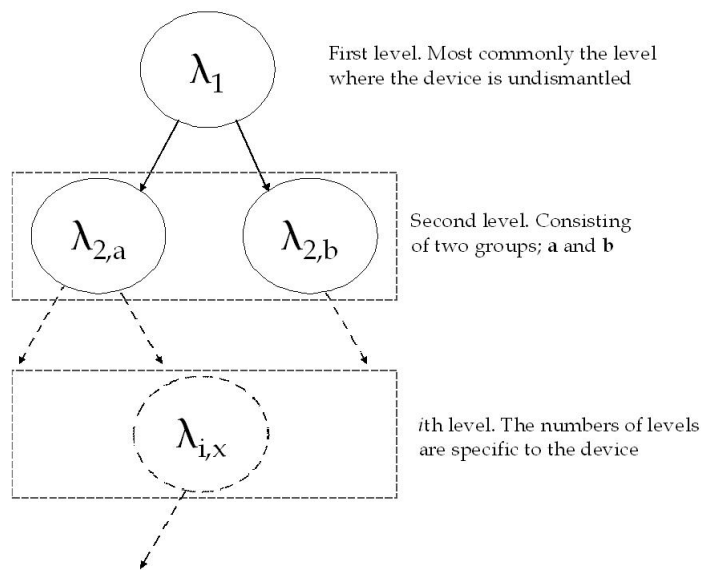 λ1
First level. Most commonly the level
where the device is undismantled
λ2,a
λ2,b
Second level. Consisting
of two groups; a and b
λi,x
ith level. The numbers of levels
are specific to the device